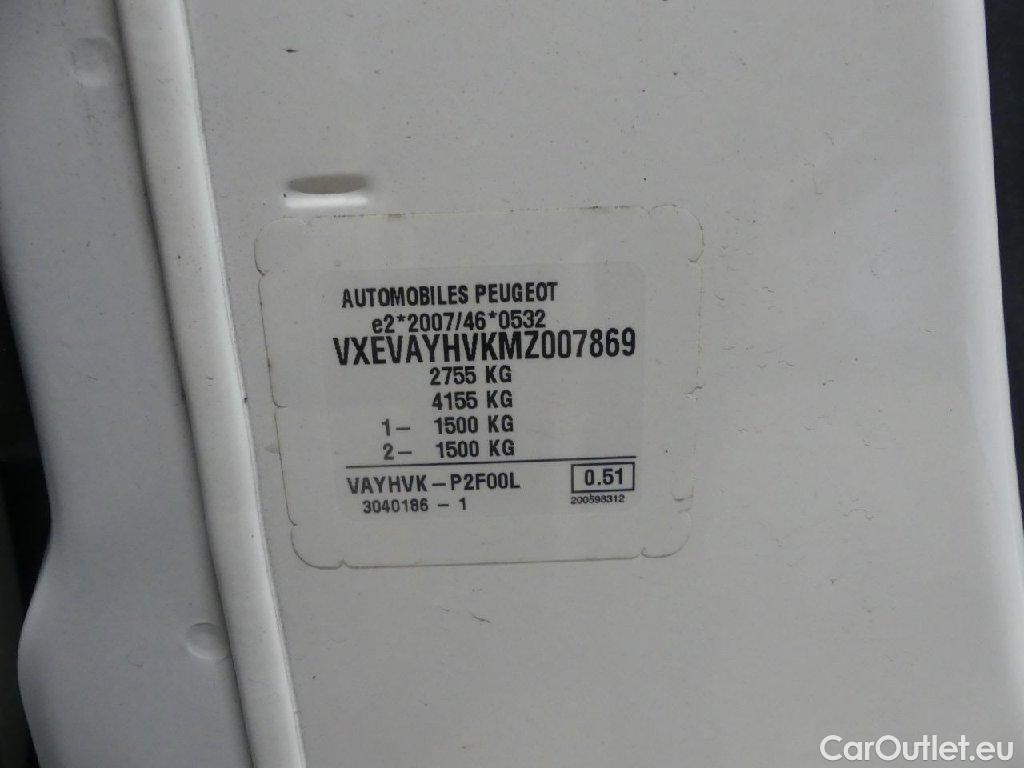 AUTOMOBILES PEUGEOT
e2*2007/46*0532
VXEVAYHVKMZ007869
2755 KG
4155 KG
1- 1500 KG
2- 1500 KG
VAYHVK-P2F00L 0.51
3040186 - 1 200598312
CarOutlet.eu